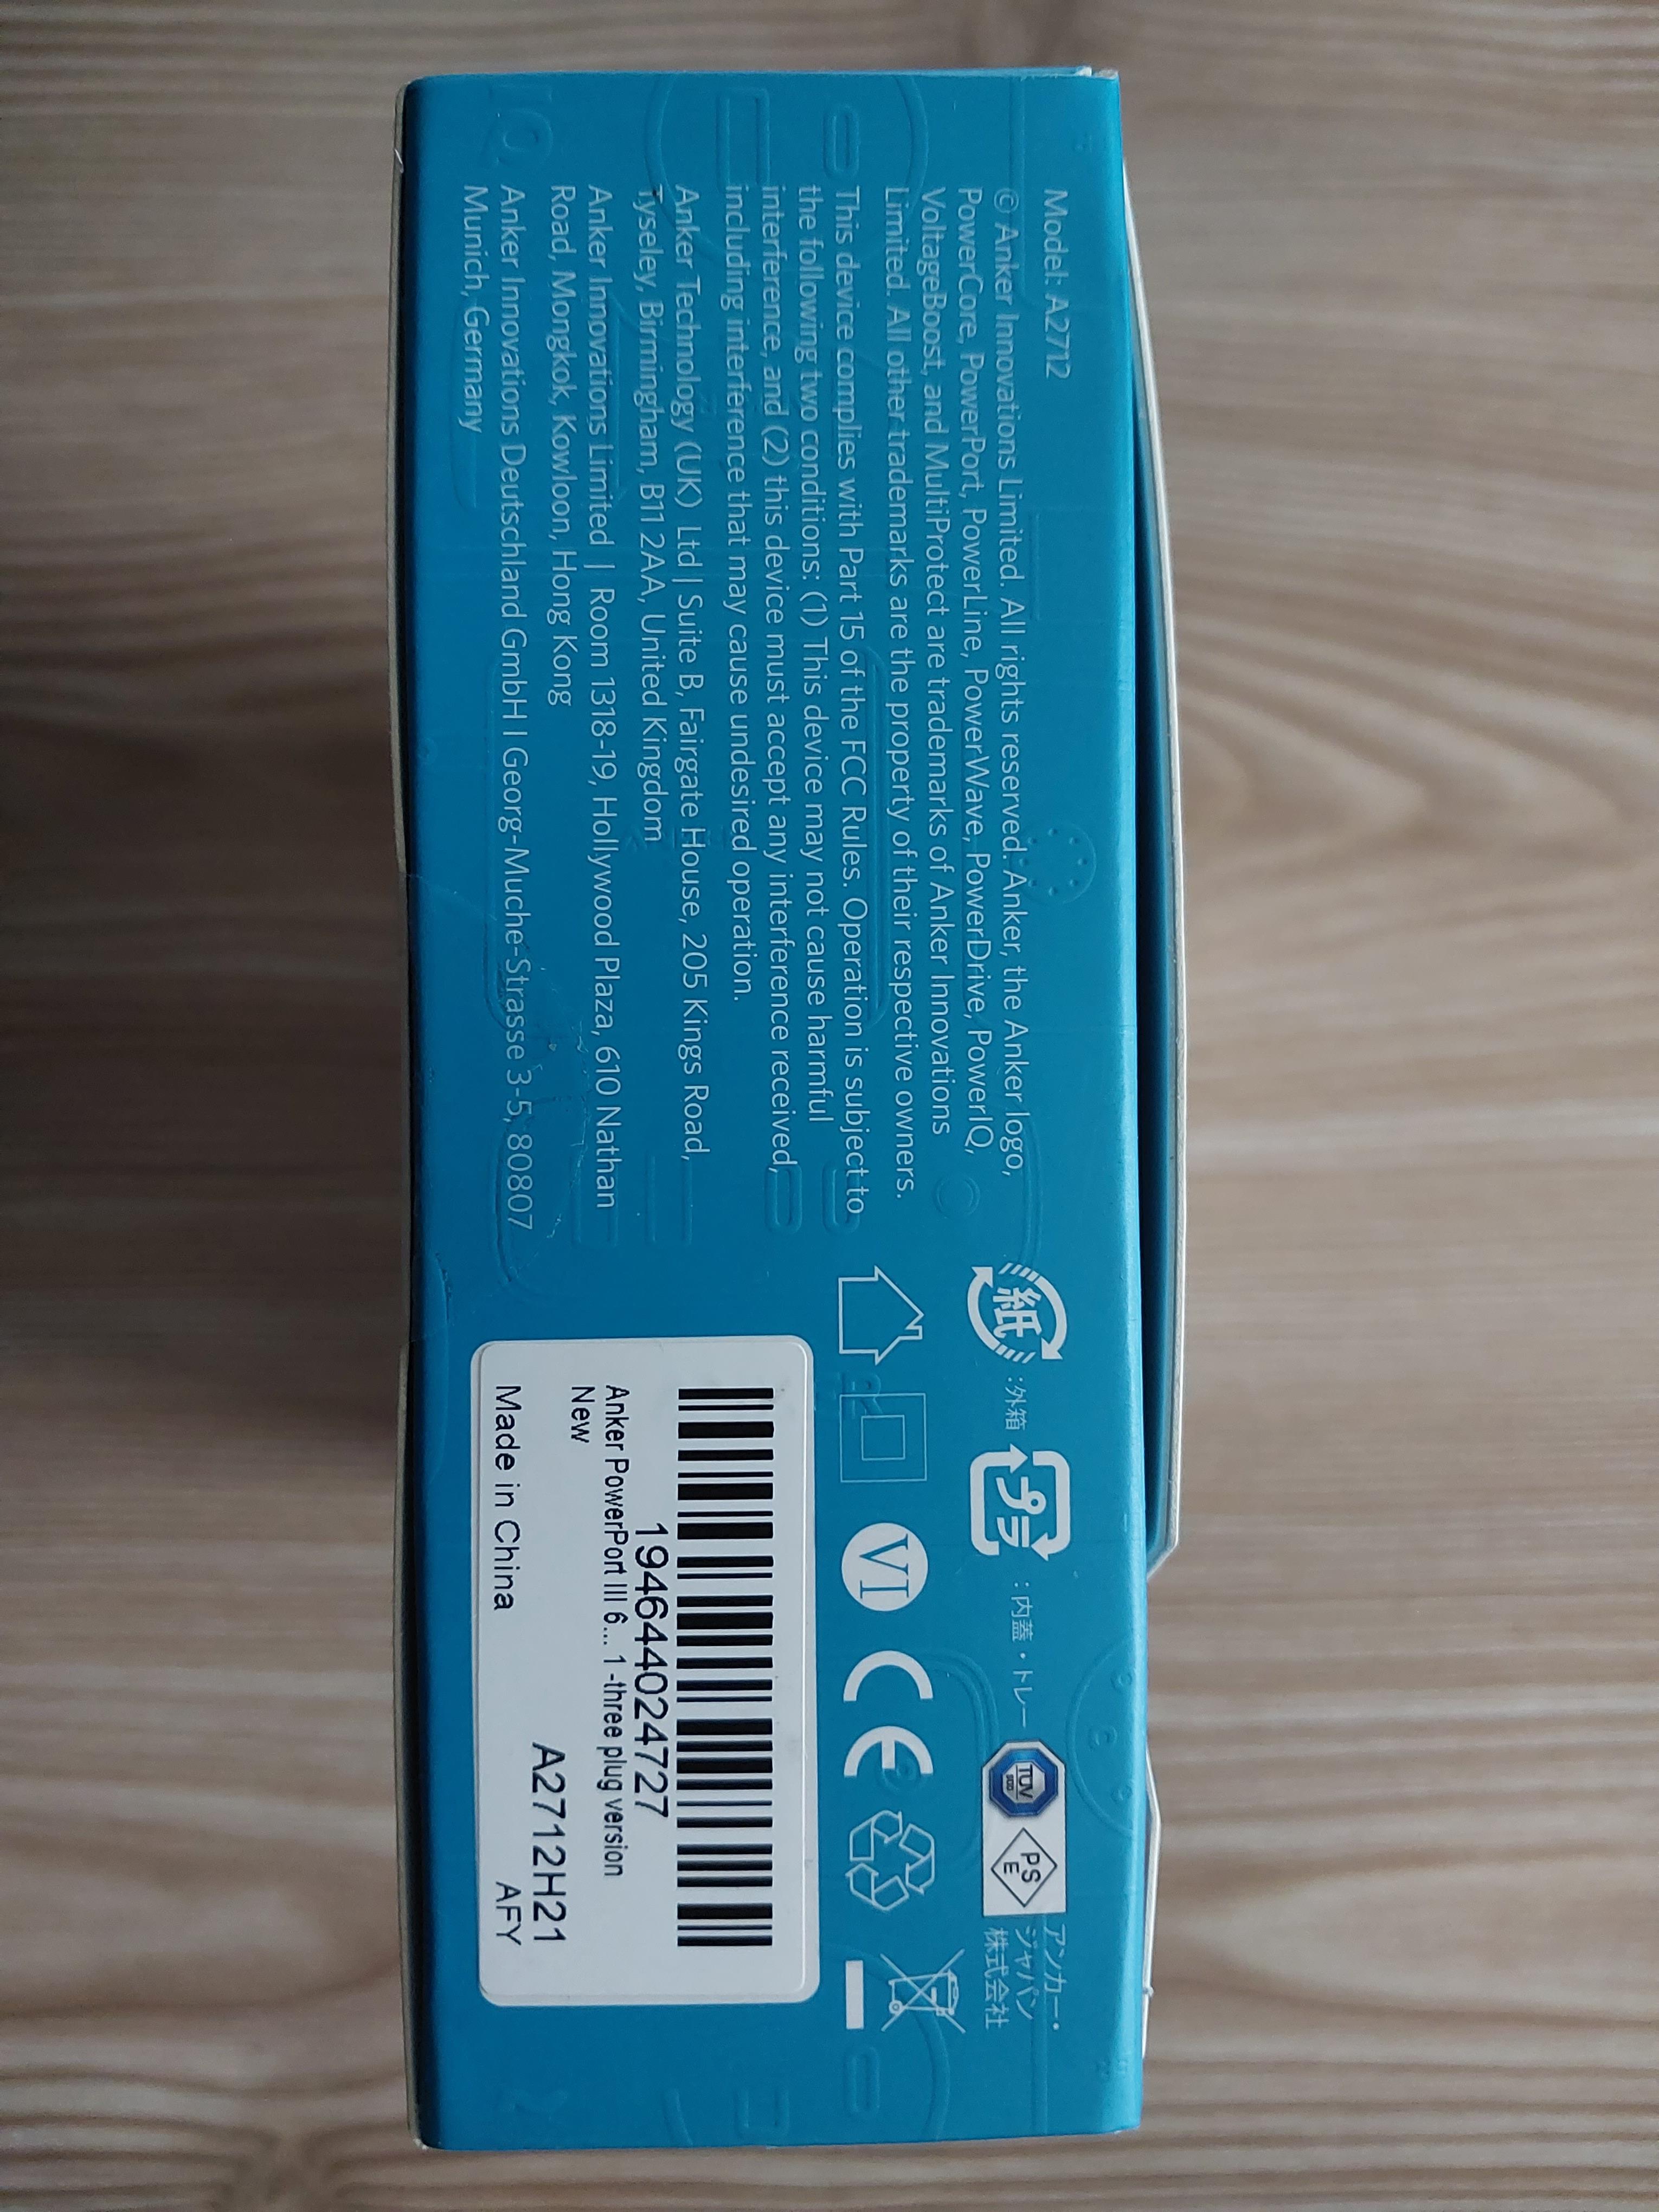 Model: A2712
© Anker Innovations Limited. All rights reserved. Anker, the Anker logo,
PowerCore, PowerPort, PowerLine, PowerWave, PowerDrive, PowerIQ,
VoltageBoost, and MultiProtect are trademarks of Anker Innovations
Limited. All other trademarks are the property of their respective owners.
This device complies with Part 15 of the FCC Rules. Operation is subject to
the following two conditions: (1) This device may not cause harmful
interference, and (2) this device must accept any interference received,
including interference that may cause undesired operation.
Anker Technology (UK) Ltd | Suite B, Fairgate House, 205 Kings Road,
Tyseley, Birmingham, B11 2AA, United Kingdom
Anker Innovations Limited | Room 1318-19, Hollywood Plaza, 610 Nathan
Road, Mongkok, Kowloon, Hong Kong
Anker Innovations Deutschland GmbH I Georg-Muche-Strasse 3-5, 80807
Munich, Germany
紙 :外箱 プラ :内蓋・トレー
TÜV
SÜD
PS
E
アンカー・
ジャパン
株式会社
VI CE
194644024727
Anker PowerPort III 6... 1 -three plug version
New
A2712H21
Made in China AFY